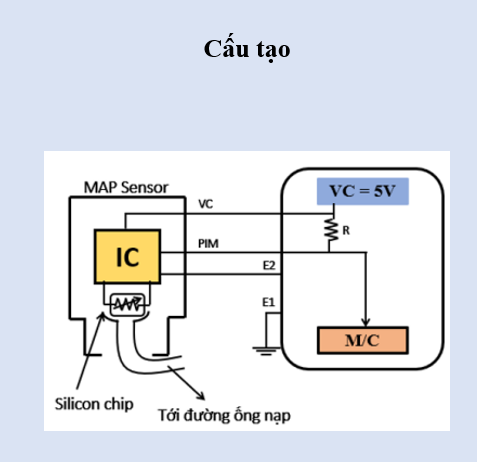 Cấu tạo
MAP Sensor
VC = 5V
VC
R
PIM
IC
E2
E1
M/C
Silicon chip
Tới đường ống nạp